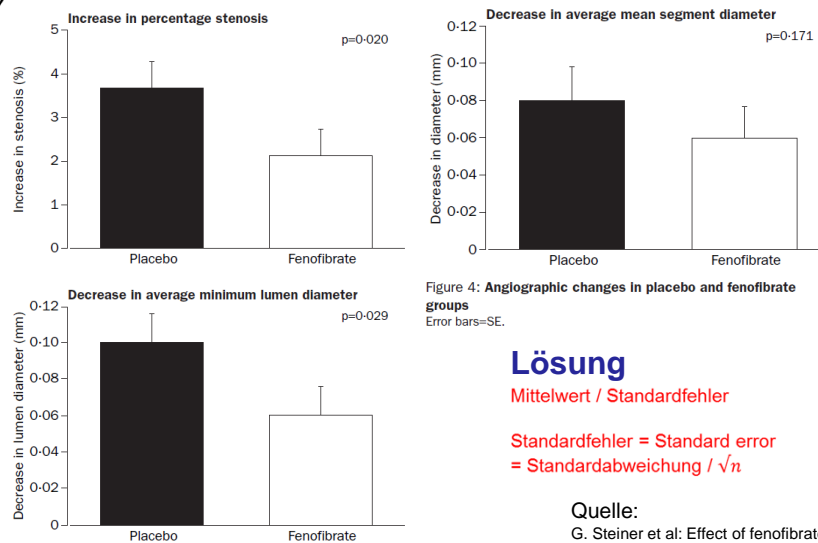 Increase in percentage stenosis
p=0·020
Increase in stenosis (%)
5
4
3
2
1
0
Placebo Fenofibrate
Decrease in average mean segment diameter
p=0·171
Decrease in diameter (mm)
0·12
0·10
0·08
0·06
0·04
0·02
0
Placebo Fenofibrate
Decrease in average minimum lumen diameter
p=0·029
Decrease in lumen diameter (mm)
0·12
0·10
0·08
0·06
0·04
0·02
0
Placebo Fenofibrate
Figure 4: Angiographic changes in placebo and fenofibrate
groups
Error bars=SE.
Lösung
Mittelwert / Standardfehler
Standardfehler = Standard error
= Standardabweichung / √n
Quelle:
G. Steiner et al: Effect of fenofibrate